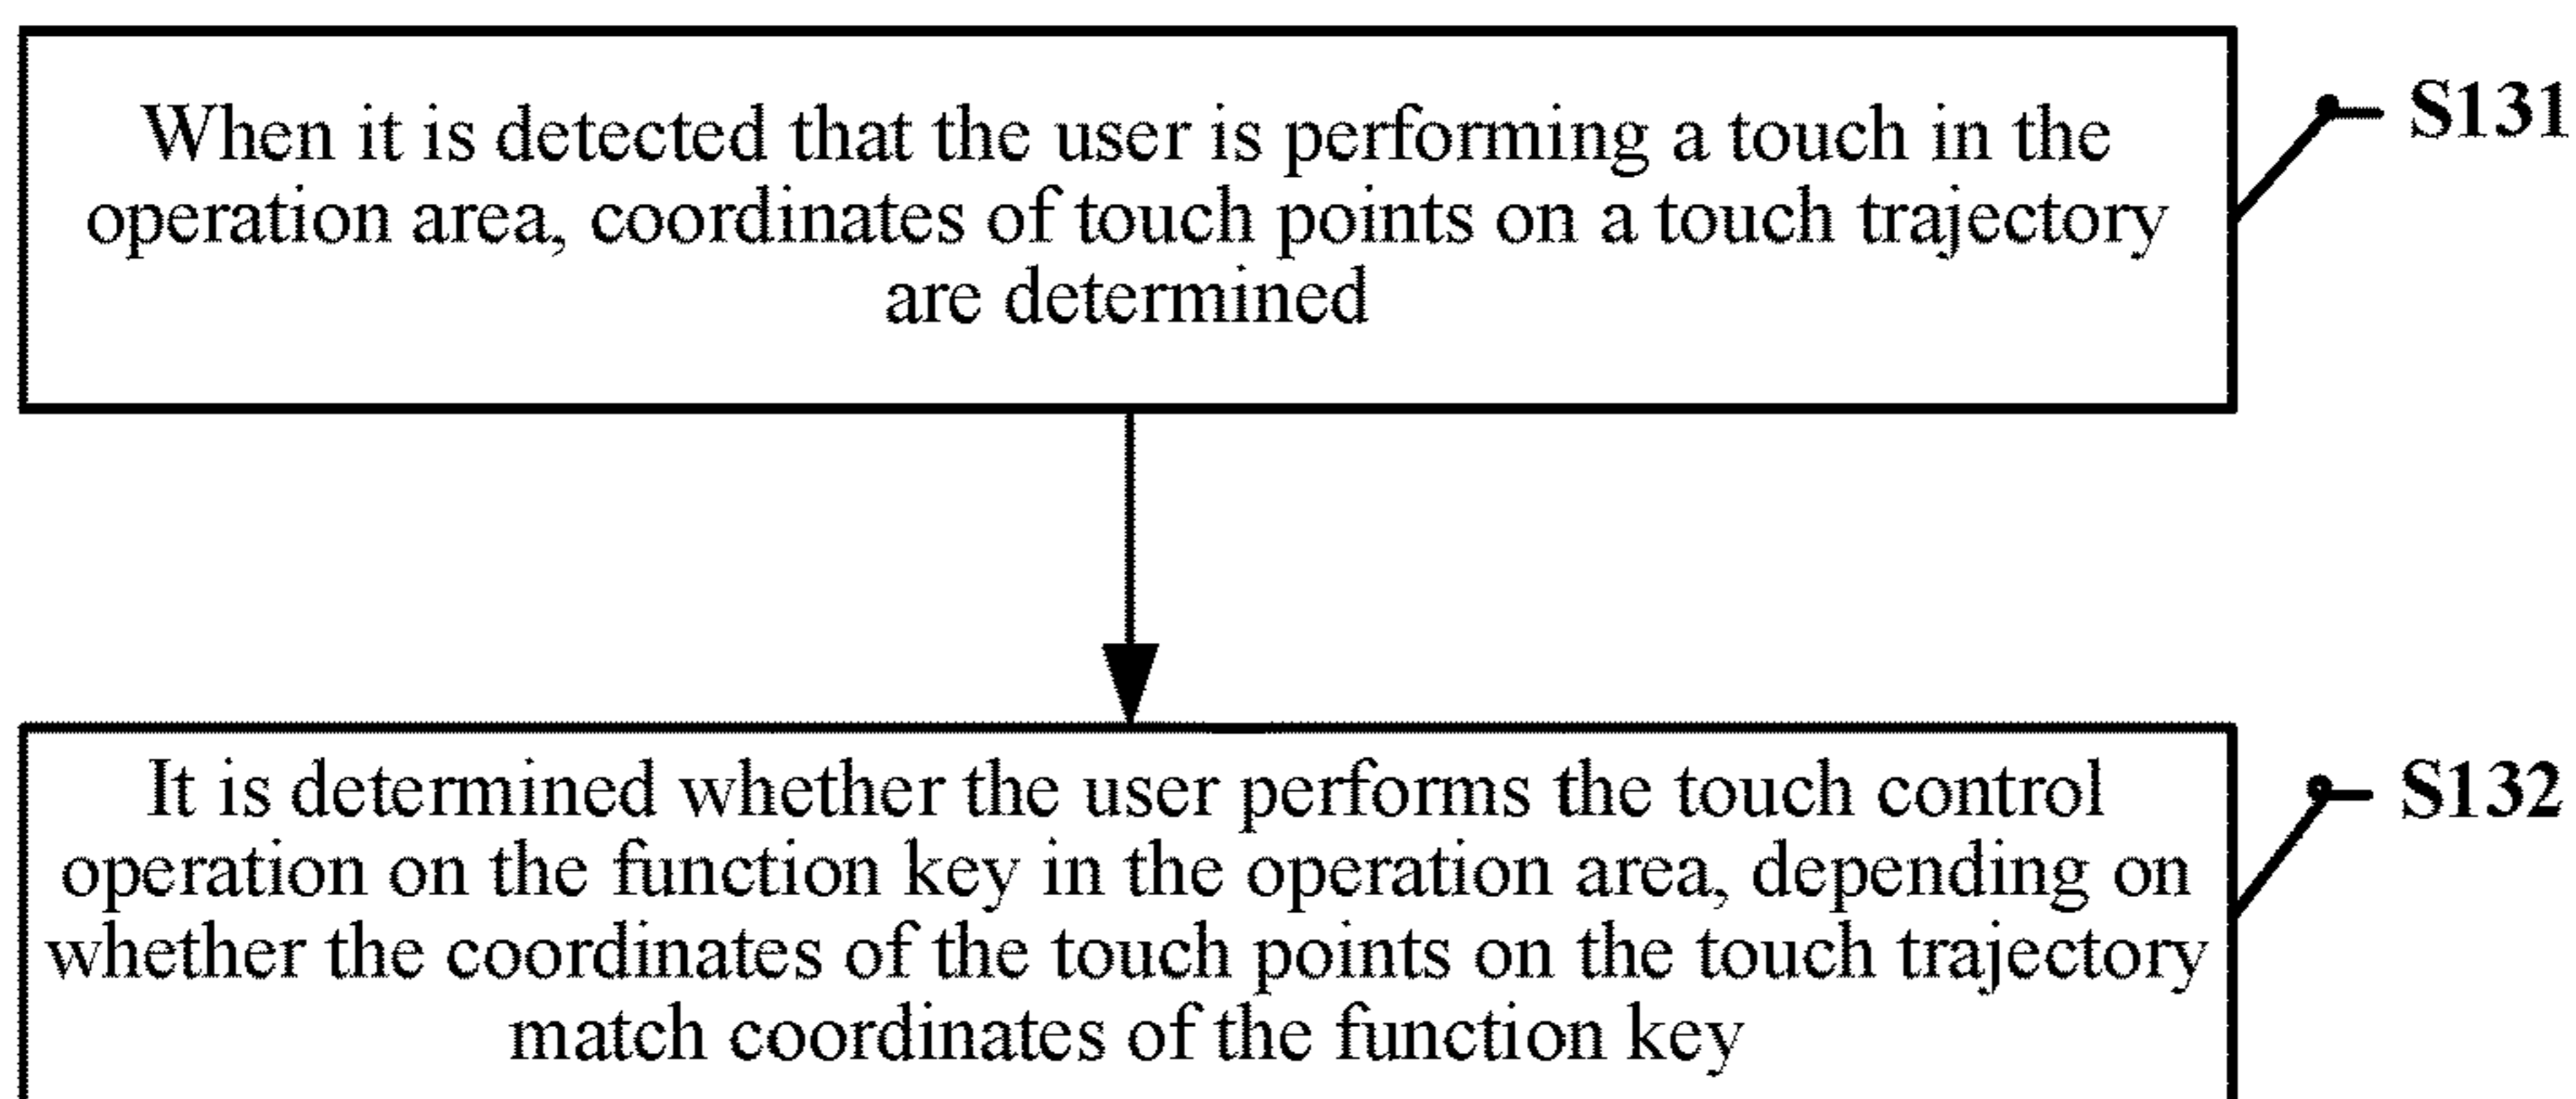 When it is detected that the user is performing a touch in the
operation area, coordinates of touch points on a touch trajectory
are determined
S131
It is determined whether the user performs the touch control
operation on the function key in the operation area, depending on
whether the coordinates of the touch points on the touch trajectory
match coordinates of the function key
S132